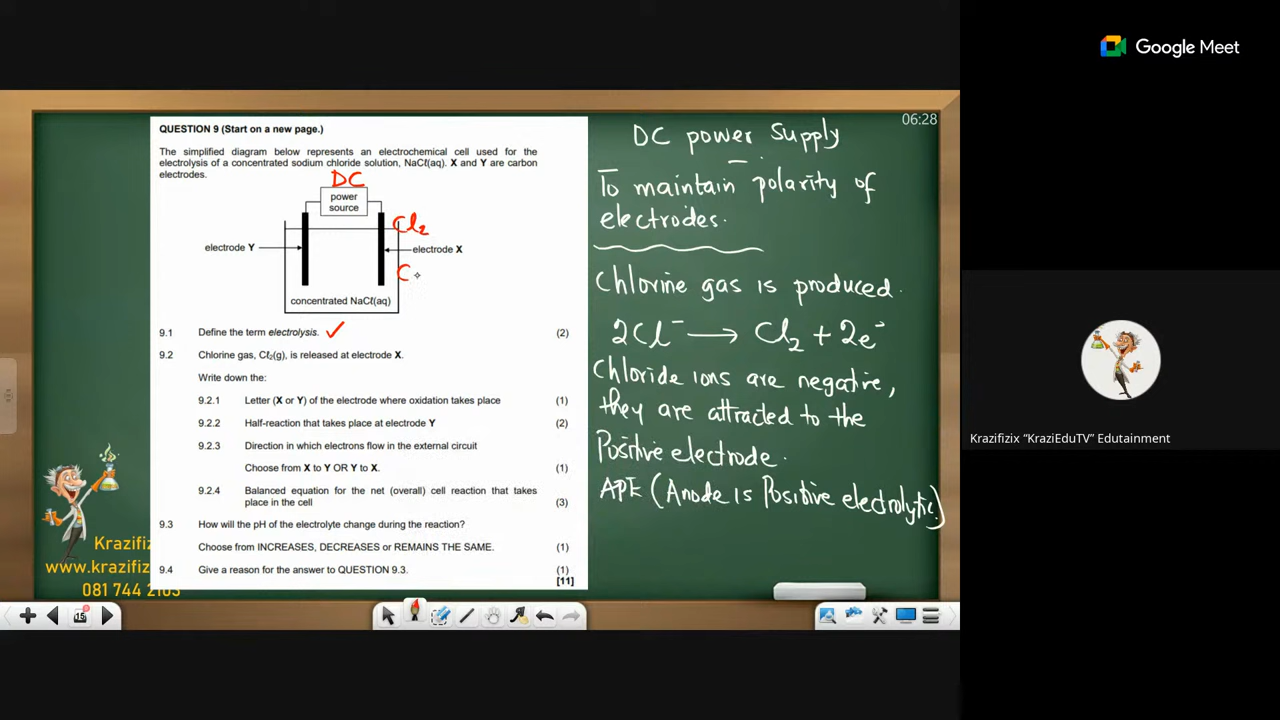 Google Meet
06:28
QUESTION 9 (Start on a new page.)
The simplified diagram below represents an electrochemical cell used for the
electrolysis of a concentrated sodium chloride solution, NaCℓ(aq). X and Y are carbon
electrodes.
DC
power
source
Cl₂
electrode Y
electrode X
C
concentrated NaCℓ(aq)
9.1 Define the term electrolysis. ✓ (2)
9.2 Chlorine gas, Cℓ₂(g), is released at electrode X.
Write down the:
9.2.1 Letter (X or Y) of the electrode where oxidation takes place (1)
9.2.2 Half-reaction that takes place at electrode Y (2)
9.2.3 Direction in which electrons flow in the external circuit
Choose from X to Y OR Y to X. (1)
9.2.4 Balanced equation for the net (overall) cell reaction that takes
place in the cell (3)
9.3 How will the pH of the electrolyte change during the reaction?
Choose from INCREASES, DECREASES or REMAINS THE SAME. (1)
9.4 Give a reason for the answer to QUESTION 9.3. (1)
[11]
DC power Supply
To maintain polarity of
electrodes.
Chlorine gas is produced.
2Cl⁻ ⟶ Cl₂ + 2e⁻
Chloride ions are negative,
they are attracted to the
Positive electrode.
APE (Anode is Positive electrolytic)
Krazifiz
www.krazifiz
081 744 2163
15
Krazifizix "KraziEduTV" Edutainment